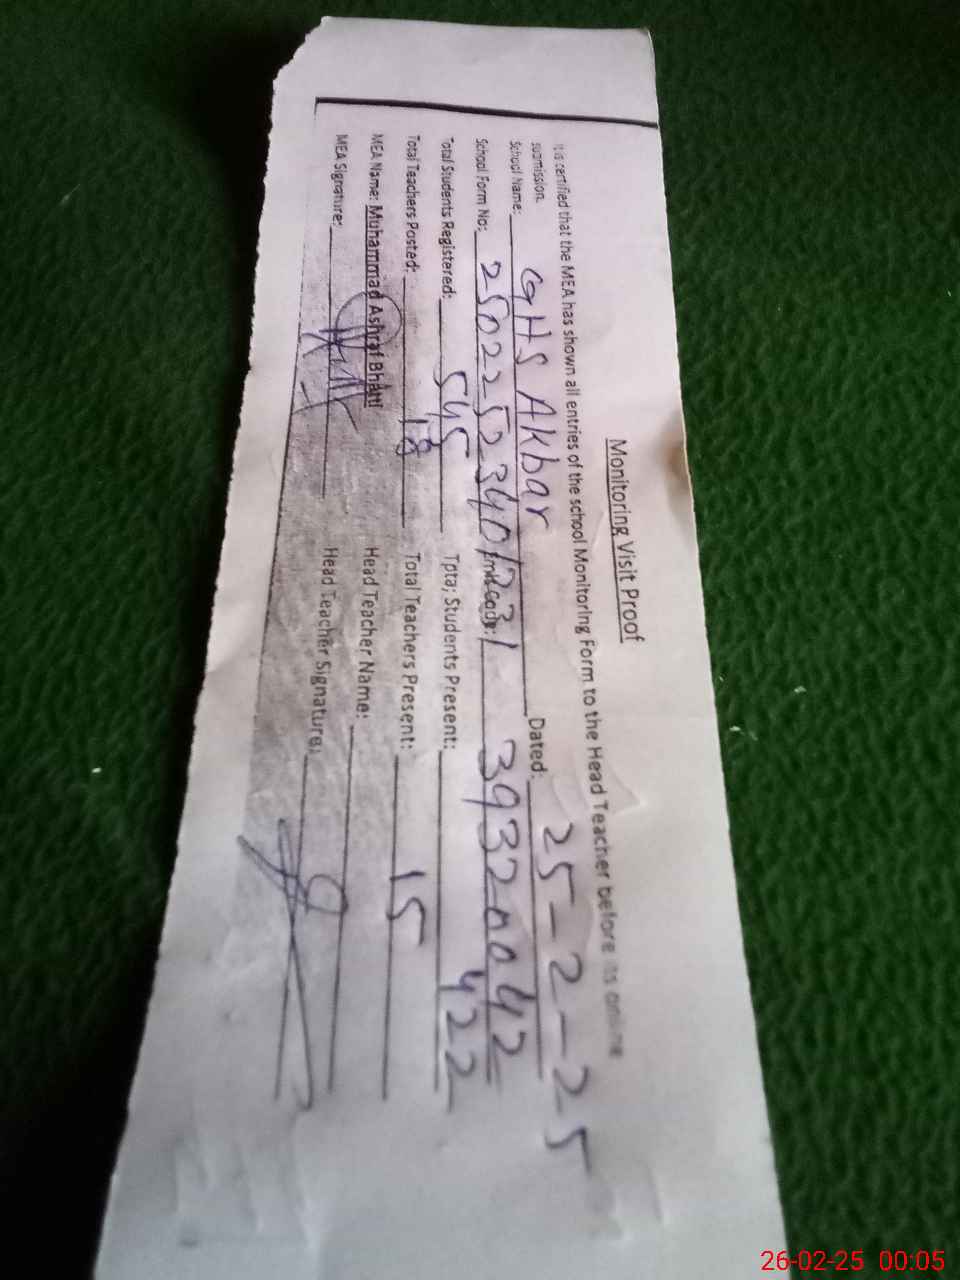 Monitoring Visit Proof
It is certified that the MEA has shown all entries of the school Monitoring Form to the Head Teacher before its online
submission.
School Name: GHS Akbar Dated: 25-2-25
School Form No: 25022523401231 Emis Code: 39320042
Total Students Registered: 545 Tpta; Students Present: 422
Total Teachers Posted: 18 Total Teachers Present: 15
MEA Name: Muhammad Ashraf Bhatti Head Teacher Name:
MEA Signature: Head Teacher Signature:
26-02-25 00:05